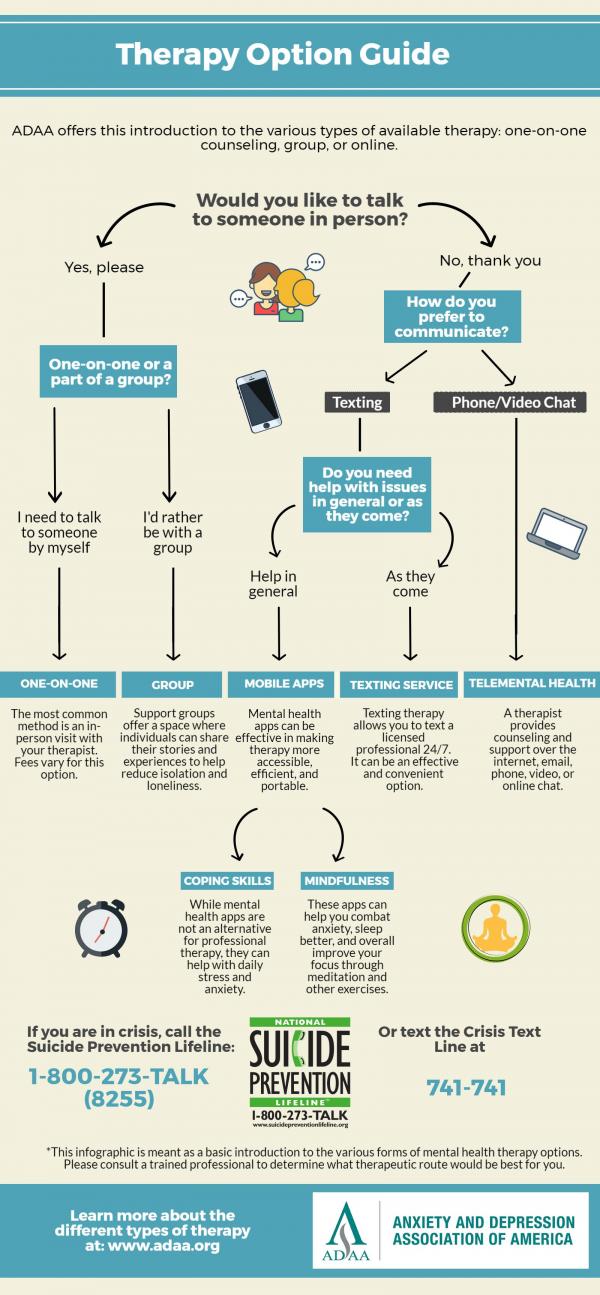 Therapy Option Guide
ADAA offers this introduction to the various types of available therapy: one-on-one
counseling, group, or online.
Would you like to talk
to someone in person?
Yes, please
No, thank you
How do you
prefer to
communicate?
One-on-one or a
part of a group?
Texting
Phone/Video Chat
Do you need
help with issues
in general or as
they come?
I need to talk
to someone
by myself
I'd rather
be with a
group
Help in
general
As they
come
ONE-ON-ONE
The most common
method is an in-
person visit with
your therapist.
Fees vary for this
option.
GROUP
Support groups
offer a space where
individuals can share
their stories and
experiences to help
reduce isolation and
loneliness.
MOBILE APPS
Mental health
apps can be
effective in making
therapy more
accessible,
efficient, and
portable.
TEXTING SERVICE
Texting therapy
allows you to text a
licensed
professional 24/7.
It can be an effective
and convenient
option.
TELEMENTAL HEALTH
A therapist
provides
counseling and
support over the
internet, email,
phone, video, or
online chat.
COPING SKILLS
While mental
health apps are
not an alternative
for professional
therapy, they can
help with daily
stress and
anxiety.
MINDFULNESS
These apps can
help you combat
anxiety, sleep
better, and overall
improve your
focus through
meditation and
other exercises.
If you are in crisis, call the
Suicide Prevention Lifeline:
1-800-273-TALK
(8255)
NATIONAL
SUICIDE
PREVENTION
LIFELINE™
1-800-273-TALK
www.suicidepreventionlifeline.org
Or text the Crisis Text
Line at
741-741
*This infographic is meant as a basic introduction to the various forms of mental health therapy options.
Please consult a trained professional to determine what therapeutic route would be best for you.
Learn more about the
different types of therapy
at: www.adaa.org
ADAA
ANXIETY AND DEPRESSION
ASSOCIATION OF AMERICA